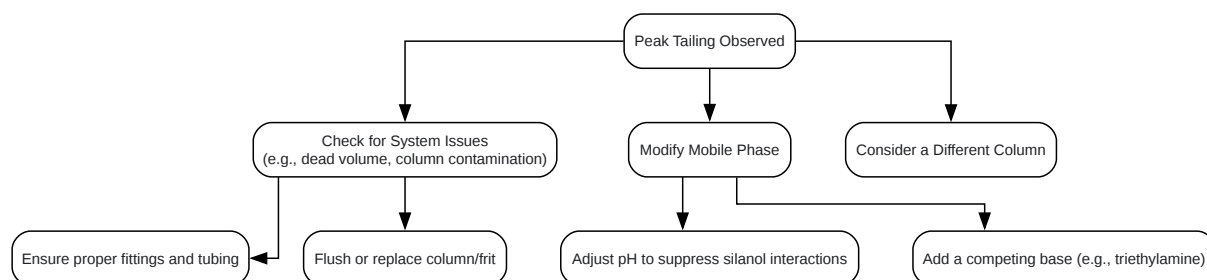 Peak Tailing Observed
Check for System Issues
(e.g., dead volume, column contamination)
Modify Mobile Phase
Consider a Different Column
Ensure proper fittings and tubing
Flush or replace column/frit
Adjust pH to suppress silanol interactions
Add a competing base (e.g., triethylamine)